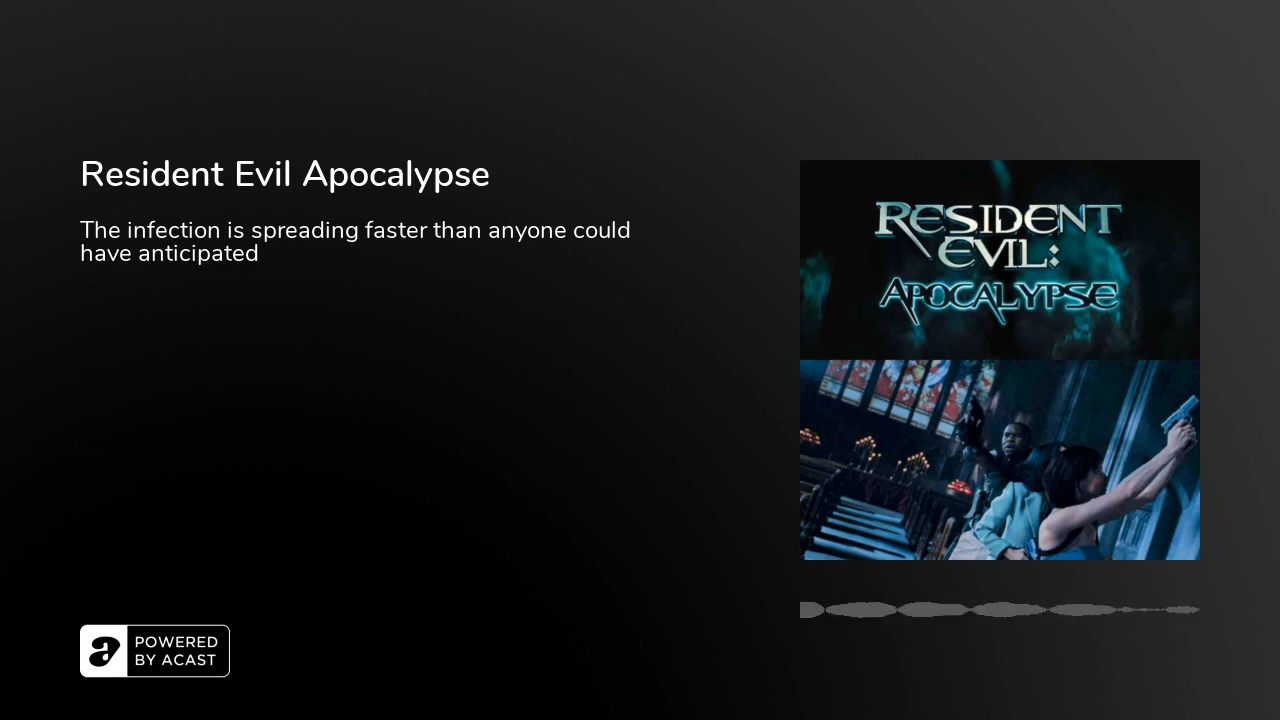 Resident Evil Apocalypse
The infection is spreading faster than anyone could
have anticipated
RESIDENT
EVIL:
APOCALYPSE
a POWERED
BY ACAST